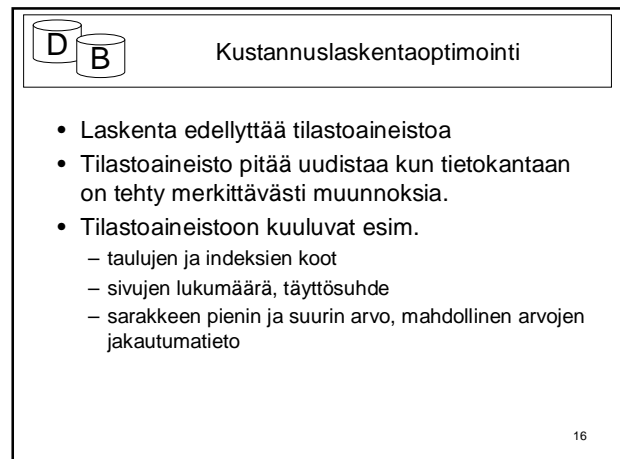 D
B
Kustannuslaskentaoptimointi
• Laskenta edellyttää tilastoaineistoa
• Tilastoaineisto pitää uudistaa kun tietokantaan
on tehty merkittävästi muunnoksia.
• Tilastoaineistoon kuuluvat esim.
– taulujen ja indeksien koot
– sivujen lukumäärä, täyttösuhde
– sarakkeen pienin ja suurin arvo, mahdollinen arvojen
jakautumatieto
16